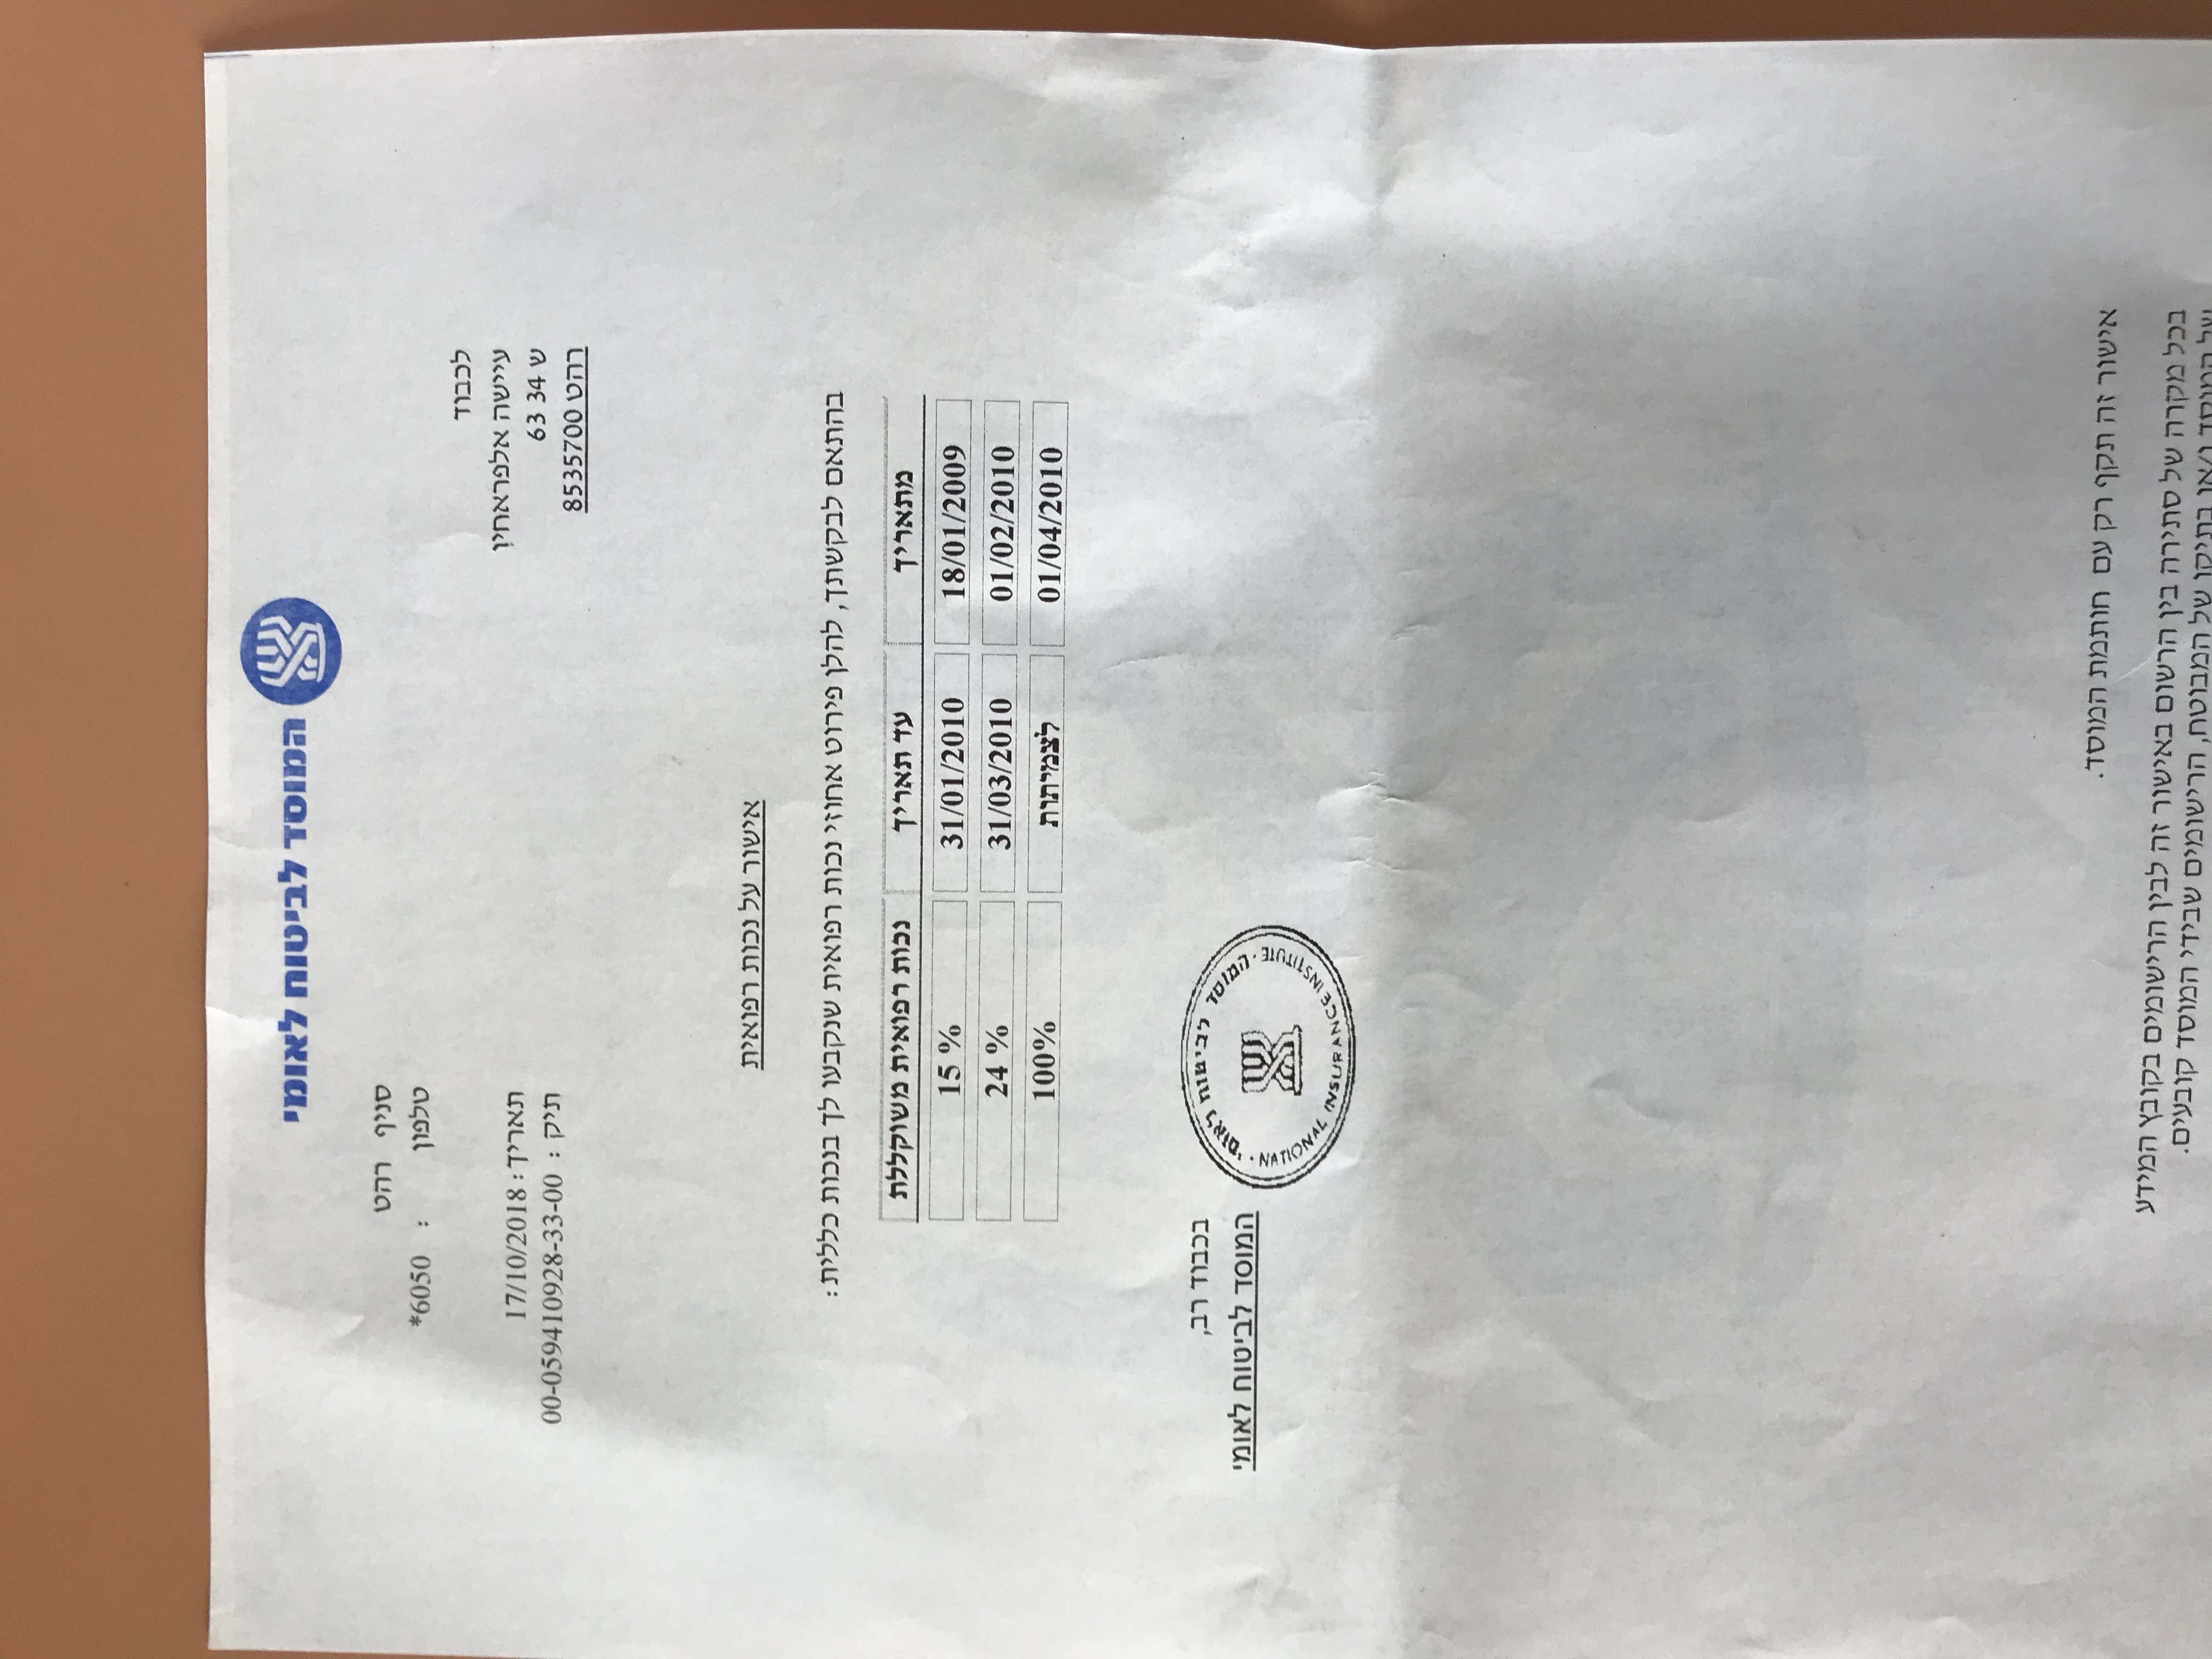 המוסד לביטוח לאומי
סניף רהט
טלפון : 6050*
לכבוד
עיישה אלפראחין
ש 34 63
רהט 8535700
תאריך: 17/10/2018
תיק : 00-059410928-33-00
אישור על נכות רפואית
בהתאם לבקשתך, להלן פירוט אחוזי נכות רפואית שנקבעו לך בנכות כללית:
מתאריך עד תאריך נכות רפואית משוקללת
18/01/2009 31/01/2010 15 %
01/02/2010 31/03/2010 24 %
01/04/2010 לצמיתות 100%
בכבוד רב,
המוסד לביטוח לאומי
המוסד לביטוח לאומי
NATIONAL INSURANCE INSTITUTE
אישור זה תקף רק עם חותמת המוסד.
בכל מקרה של סתירה בין הרשום באישור זה לבין הרישומים בקובץ המידע
של המוסד ו/או בתיקו של המבוטח, הרישומים שבידי המוסד קובעים.